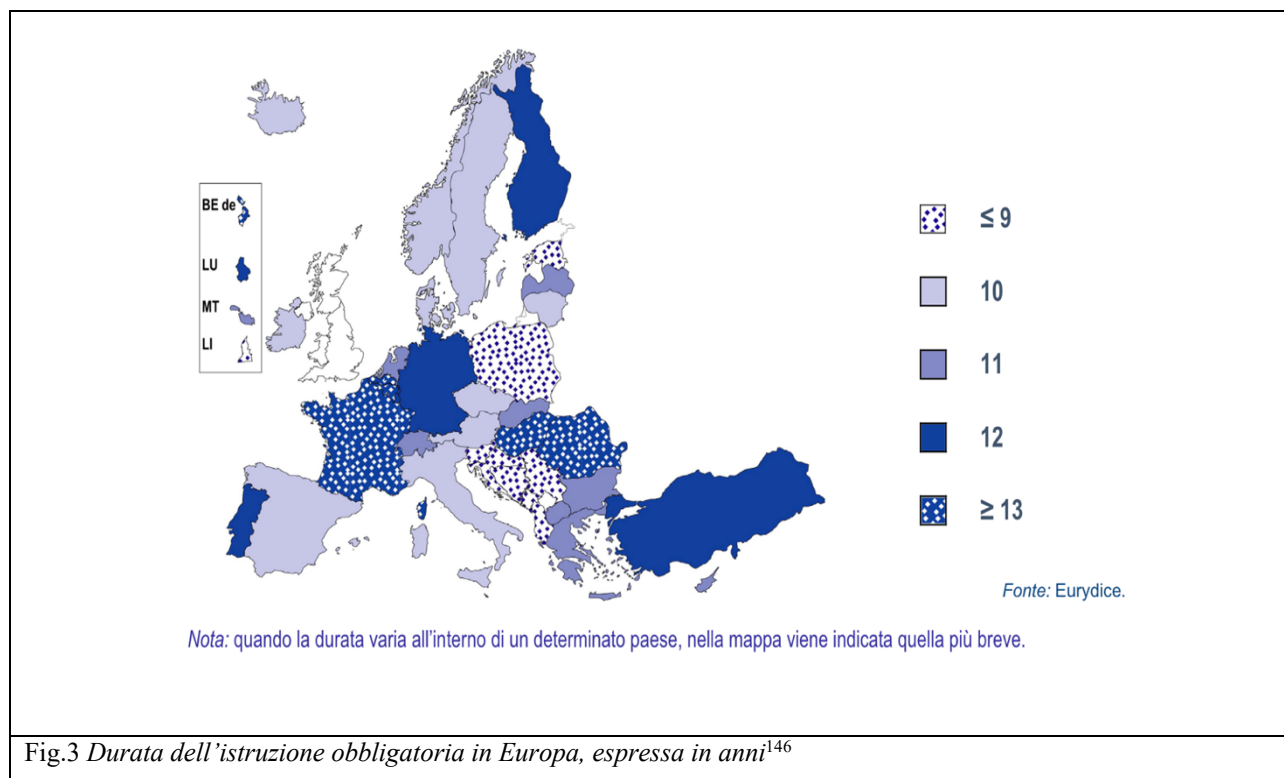 BE de
LU
MT
LI
≤ 9
10
11
12
≥ 13
Fonte: Eurydice.
Nota: quando la durata varia all'interno di un determinato paese, nella mappa viene indicata quella più breve.
Fig.3 Durata dell'istruzione obbligatoria in Europa, espressa in anni146